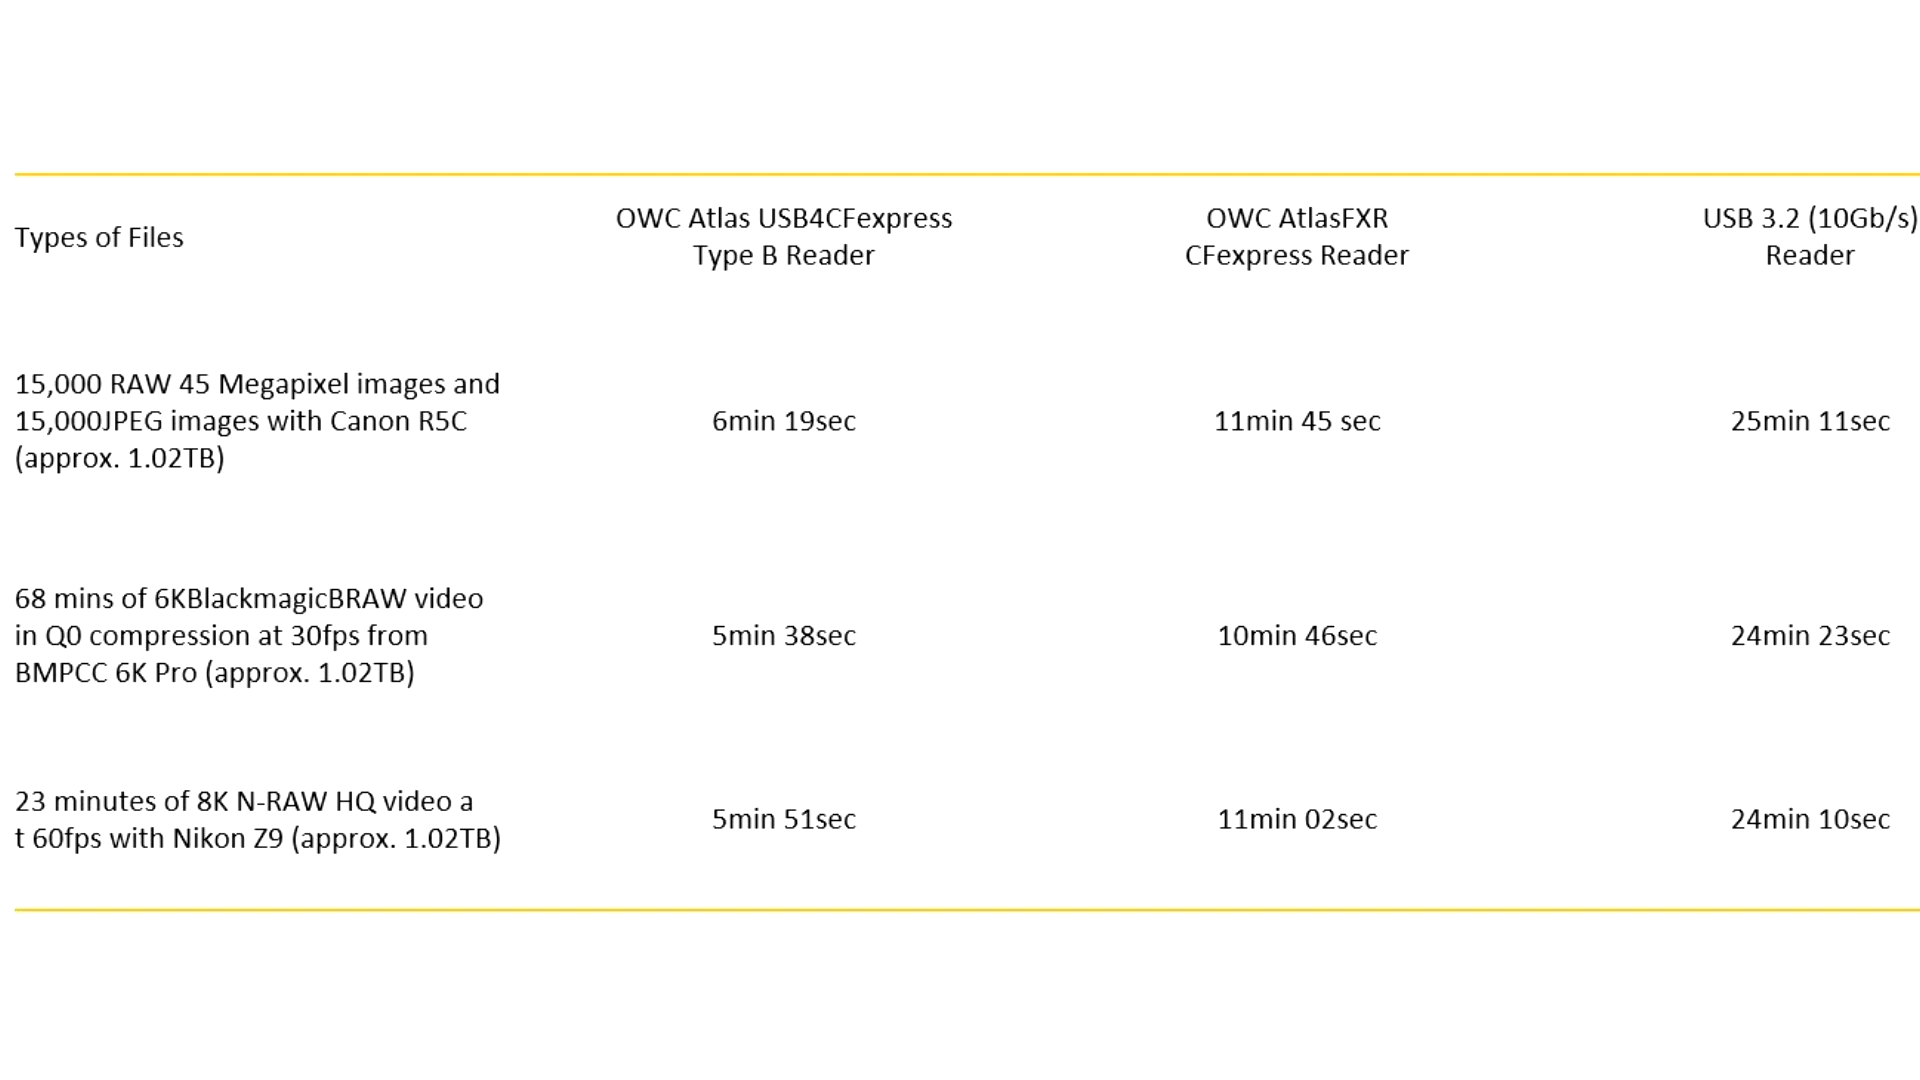 Types of Files
OWC Atlas USB4CFexpress
Type B Reader
OWC AtlasFXR
CFexpress Reader
USB 3.2 (10Gb/s)
Reader
15,000 RAW 45 Megapixel images and
15,000JPEG images with Canon R5C
(approx. 1.02TB)
6min 19sec
11min 45 sec
25min 11sec
68 mins of 6KBlackmagicBRAW video
in Q0 compression at 30fps from
BMPCC 6K Pro (approx. 1.02TB)
5min 38sec
10min 46sec
24min 23sec
23 minutes of 8K N-RAW HQ video a
t 60fps with Nikon Z9 (approx. 1.02TB)
5min 51sec
11min 02sec
24min 10sec